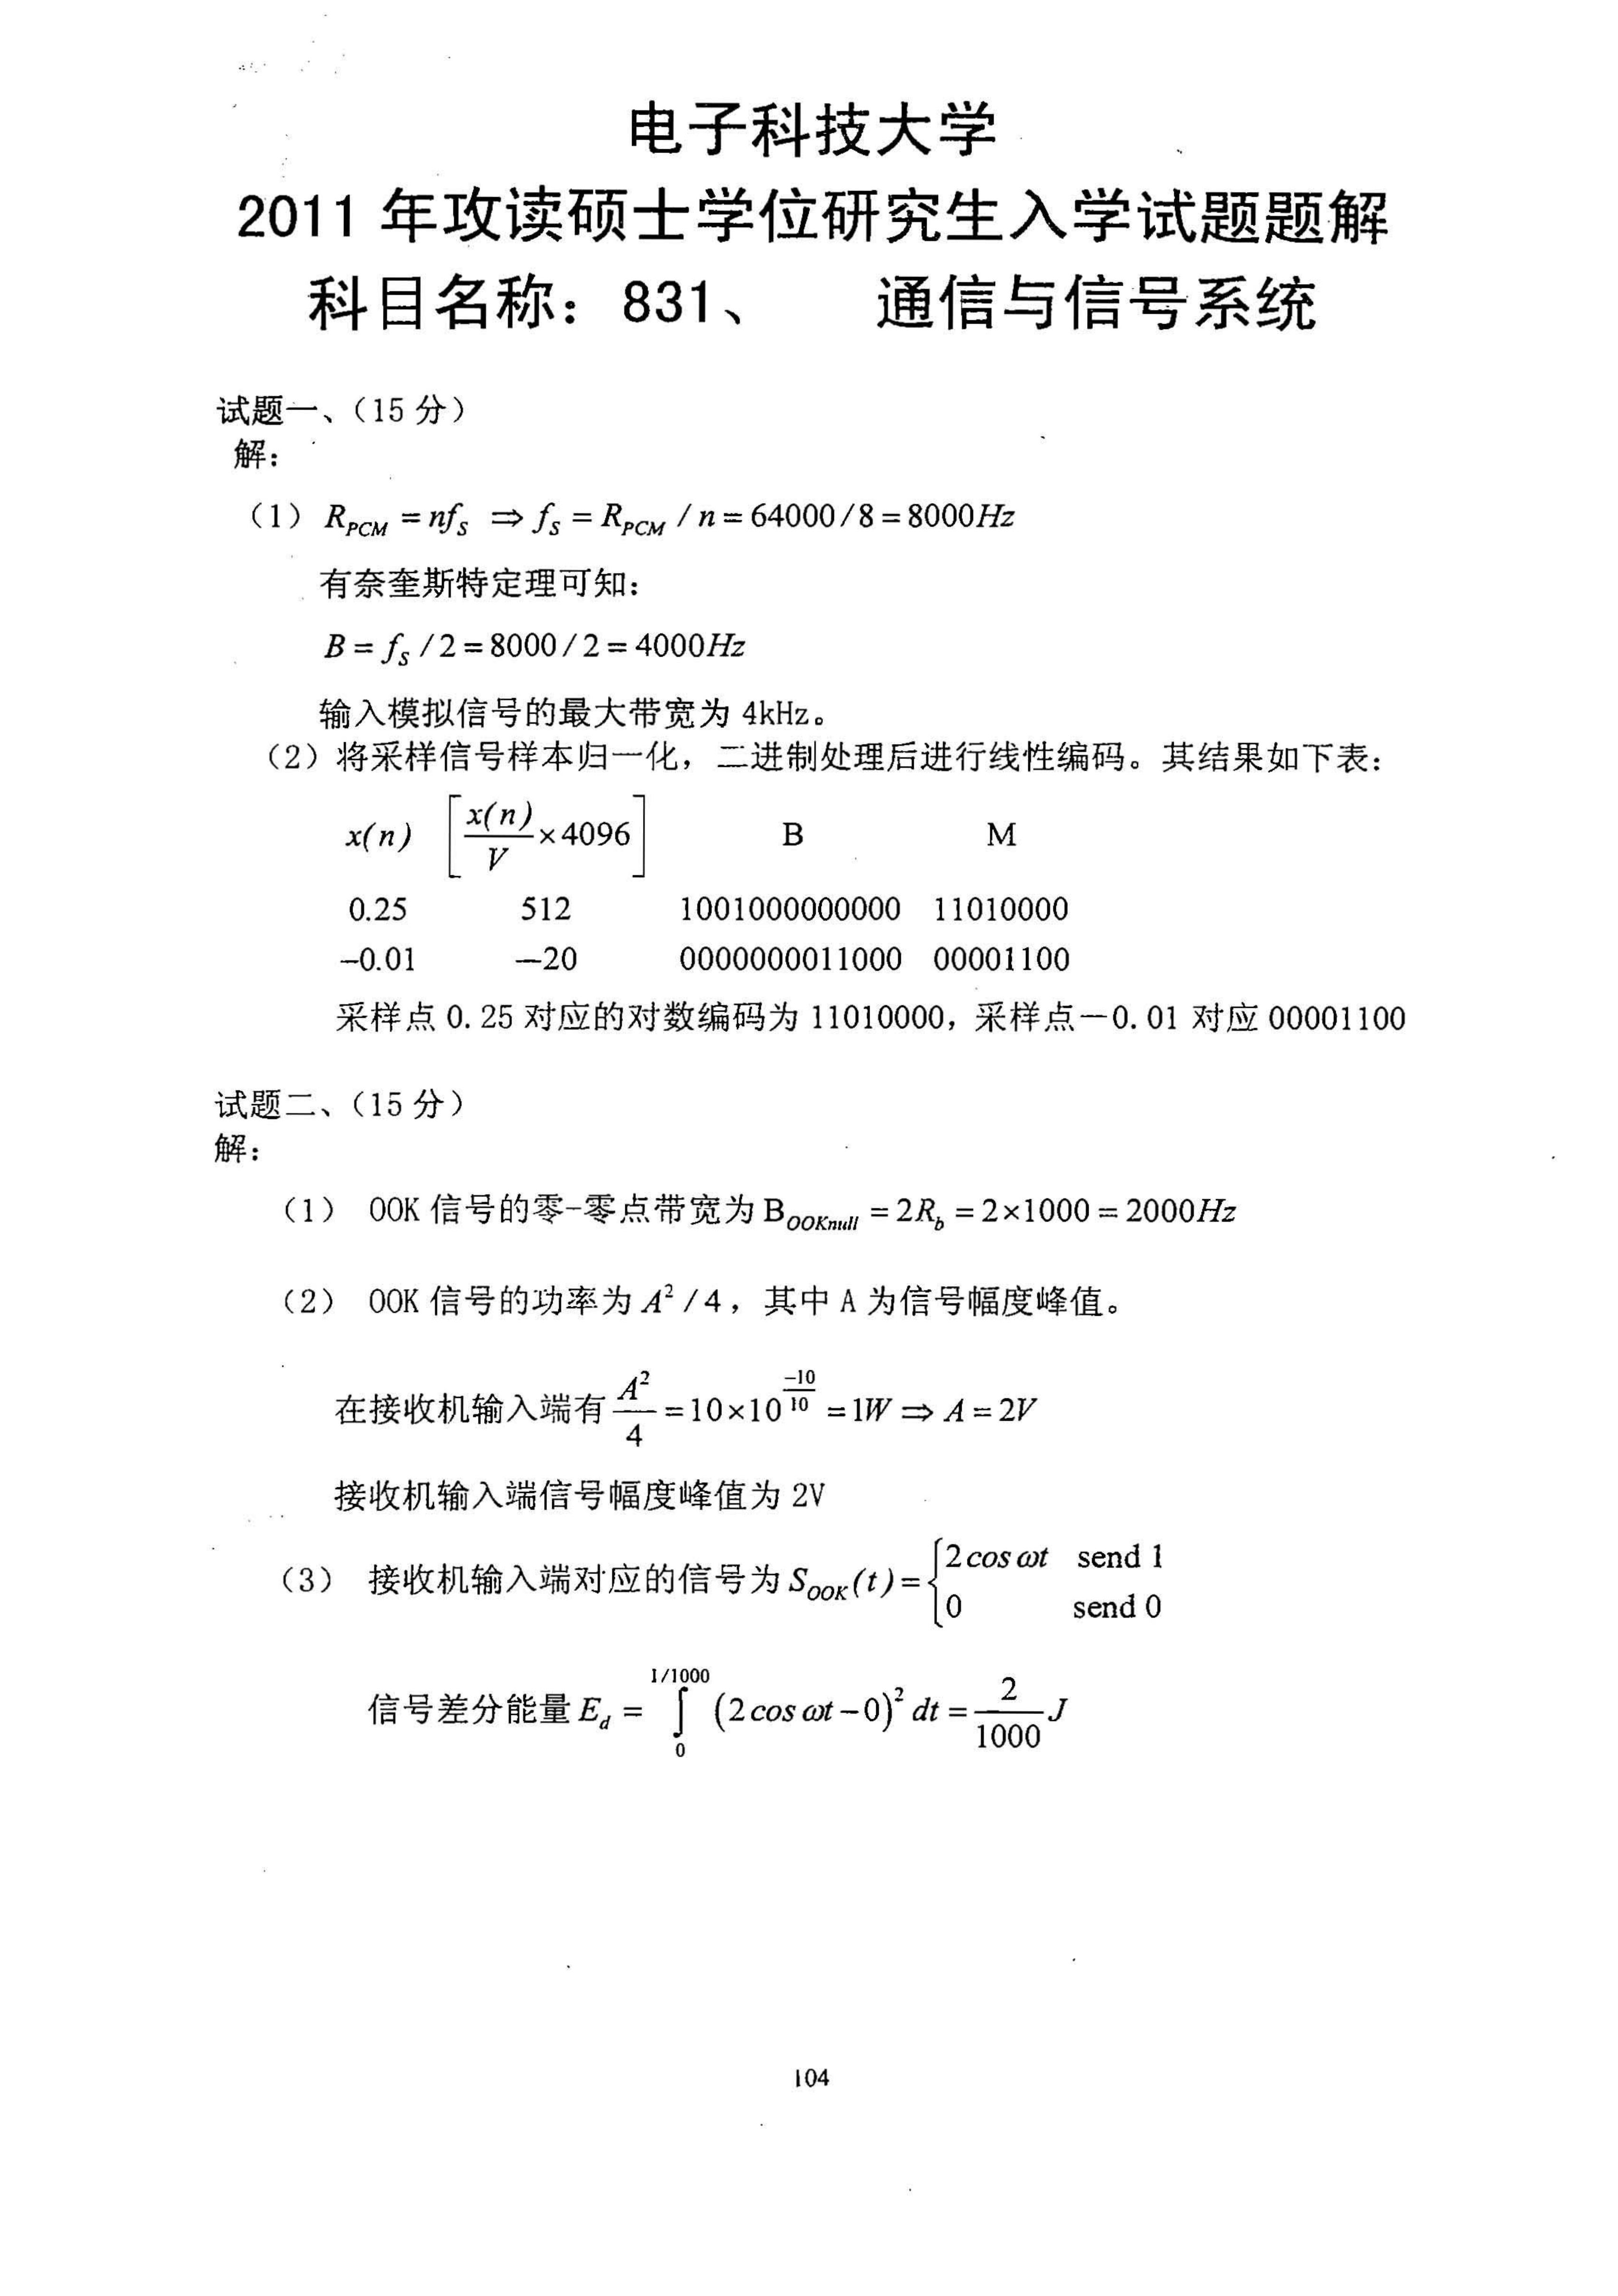 电子科技大学
2011 年攻读硕士学位研究生入学试题题解
科目名称：831、 通信与信号系统
试题一、（15 分）
解：
（1） R_PCM = nf_S ⇒ f_S = R_PCM / n = 64000/8 = 8000Hz
有奈奎斯特定理可知：
B = f_S /2 = 8000/2 = 4000Hz
输入模拟信号的最大带宽为 4kHz。
（2）将采样信号样本归一化，二进制处理后进行线性编码。其结果如下表：
x(n) [x(n)/V × 4096] B M
0.25 512 1001000000000 11010000
–0.01 —20 0000000011000 00001100
采样点 0.25 对应的对数编码为 11010000，采样点－0.01 对应 00001100
试题二、（15 分）
解：
（1） OOK 信号的零-零点带宽为 B_OOKnull = 2R_b = 2×1000 = 2000Hz
（2） OOK 信号的功率为 A² / 4，其中 A 为信号幅度峰值。
在接收机输入端有 A²/4 = 10×10^(–10/10) = 1W ⇒ A = 2V
接收机输入端信号幅度峰值为 2V
（3） 接收机输入端对应的信号为 S_OOK(t) = { 2 cos ωt send 1
0 send 0
信号差分能量 E_d = ∫_0^(1/1000) (2 cos ωt – 0)² dt = 2/1000 J
104